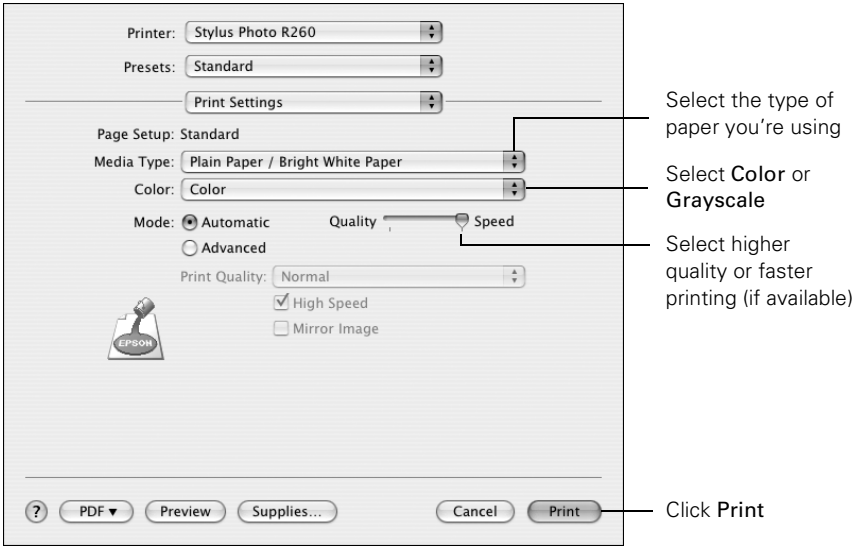 Printer: Stylus Photo R260
Presets: Standard
Print Settings
Page Setup: Standard
Media Type: Plain Paper / Bright White Paper
Color: Color
Mode: Automatic Quality Speed
Advanced
Print Quality: Normal
High Speed
Mirror Image
EPSON
? PDF▼ Preview Supplies... Cancel Print
Select the type of
paper you're using
Select Color or
Grayscale
Select higher
quality or faster
printing (if available)
Click Print